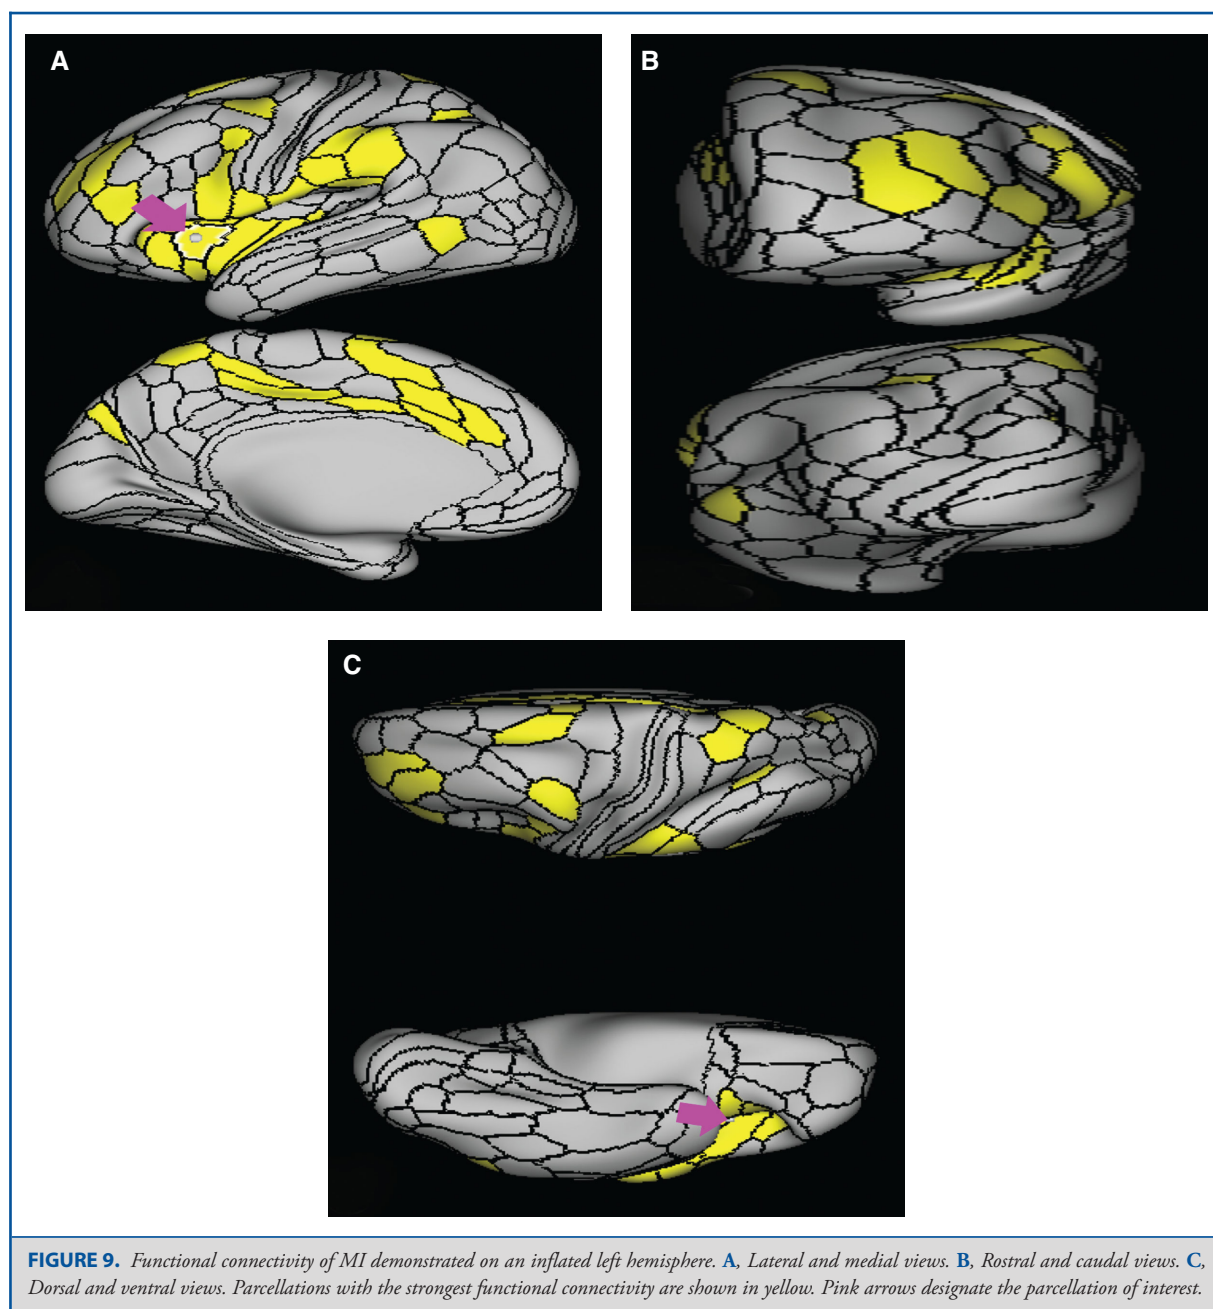 A
B
C
FIGURE 9. Functional connectivity of MI demonstrated on an inflated left hemisphere. A, Lateral and medial views. B, Rostral and caudal views. C,
Dorsal and ventral views. Parcellations with the strongest functional connectivity are shown in yellow. Pink arrows designate the parcellation of interest.